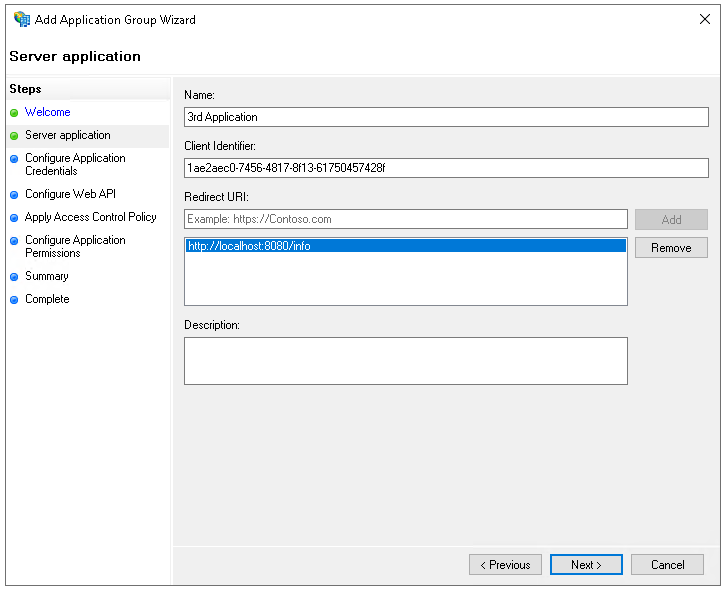 Add Application Group Wizard
Server application
Steps
Welcome
Server application
Configure Application
Credentials
Configure Web API
Apply Access Control Policy
Configure Application
Permissions
Summary
Complete
Name:
3rd Application
Client Identifier:
1ae2aec0-7456-4817-8f13-61750457428f
Redirect URI:
Example: https://Contoso.com
Add
http://localhost:8080/info
Remove
Description:
< Previous
Next >
Cancel